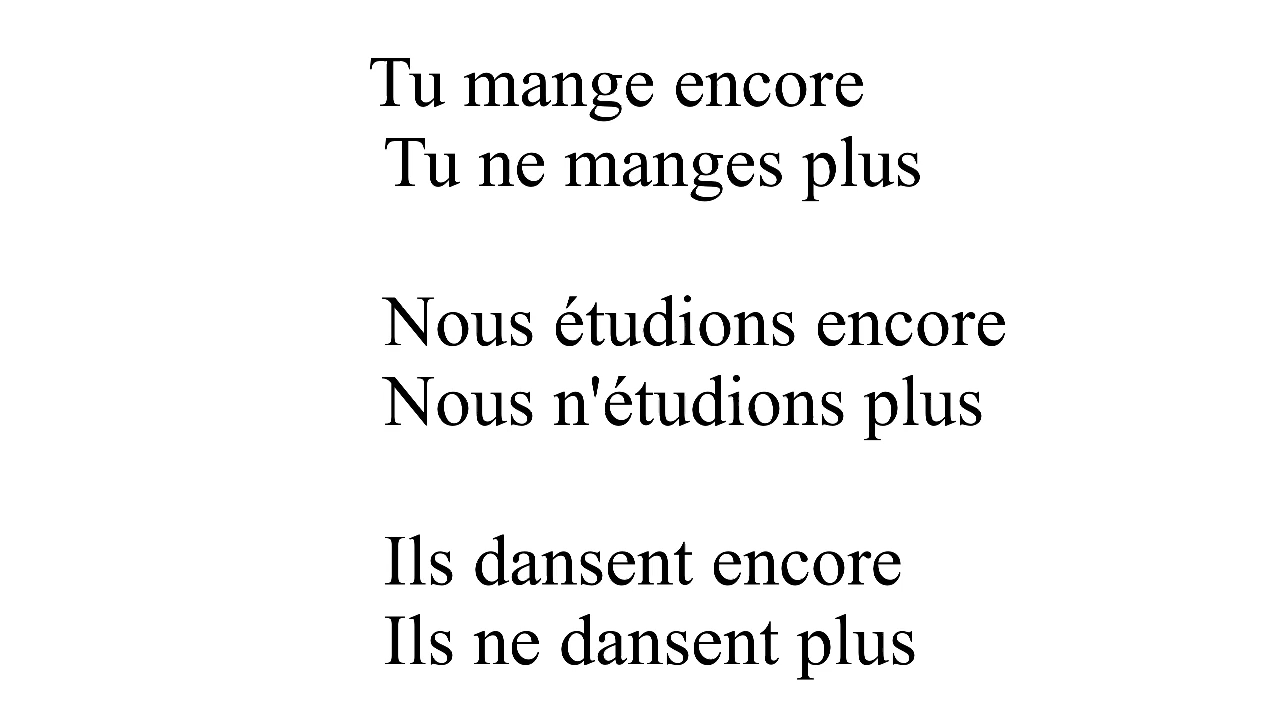 Tu mange encore
Tu ne manges plus
Nous étudions encore
Nous n'étudions plus
Ils dansent encore
Ils ne dansent plus